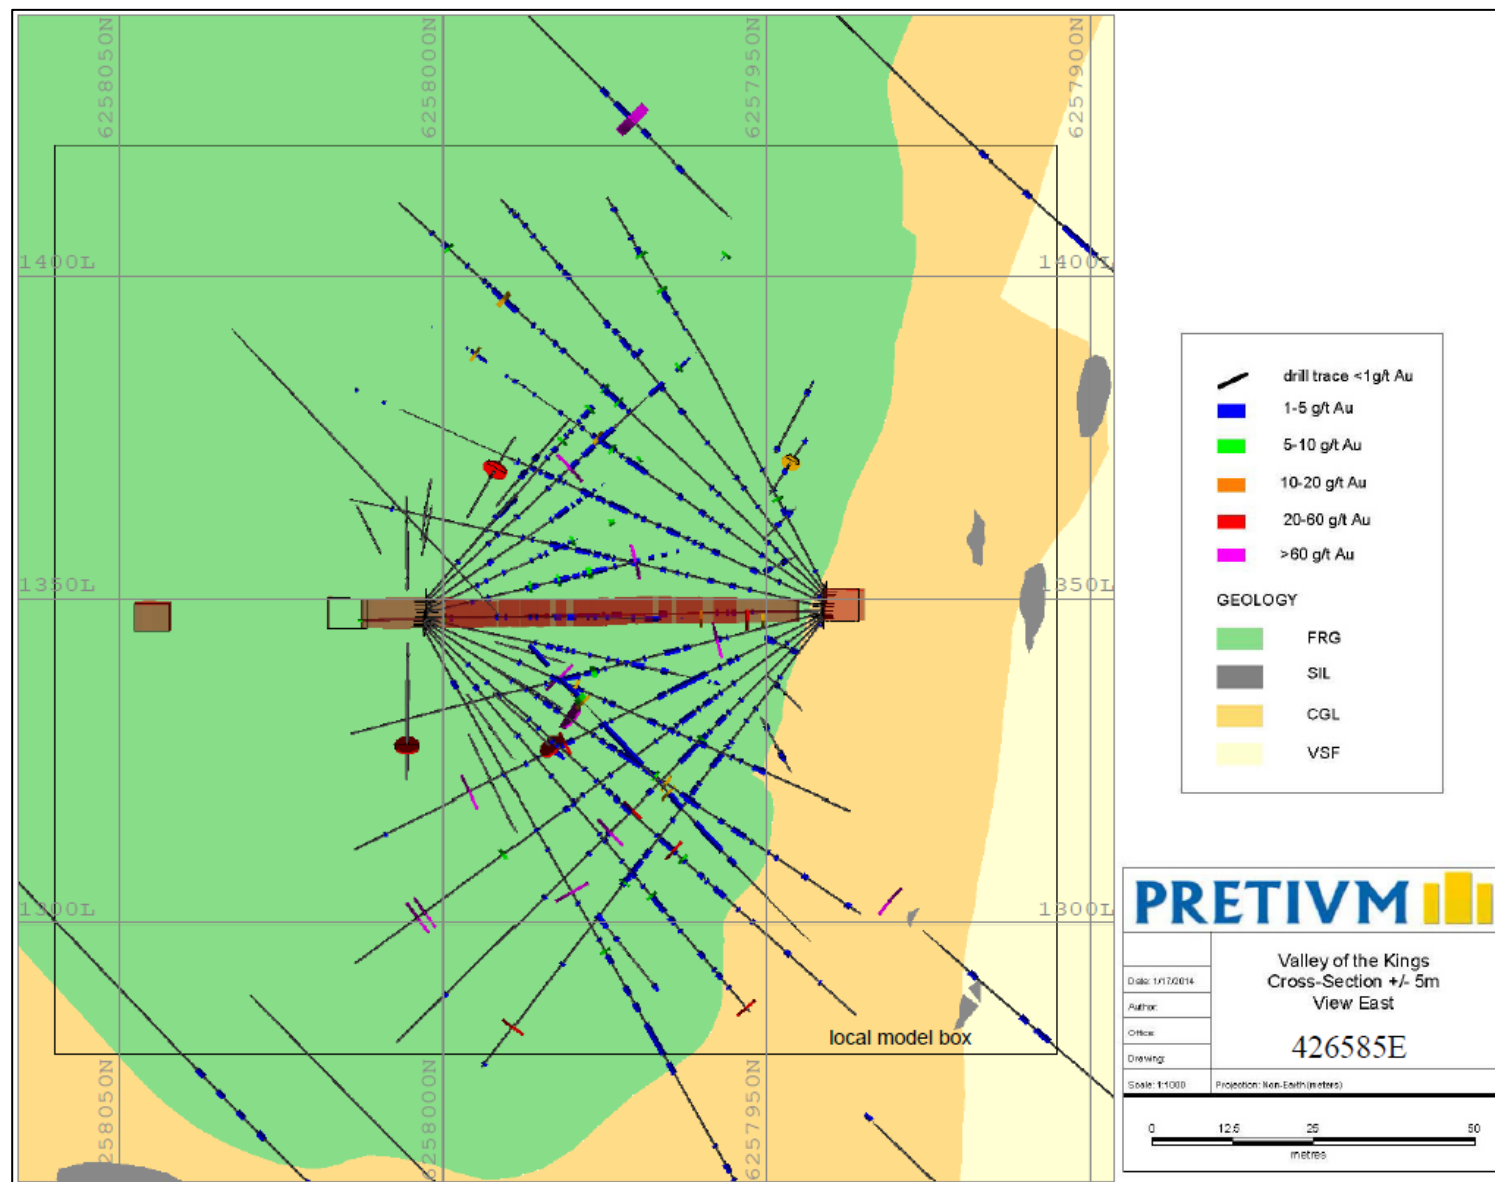 6258050N
6258000N
6257950N
6257900N
1400L
1400L
1350L
1350L
1300L
1300L
6258050N
6258000N
6257950N
local model box
drill trace <1g/t Au
1-5 g/t Au
5-10 g/t Au
10-20 g/t Au
20-60 g/t Au
>60 g/t Au
GEOLOGY
FRG
SIL
CGL
VSF
PRETIVM
Valley of the Kings
Cross-Section +/- 5m
View East
426585E
Date: 1/17/2014
Author:
Office:
Drawing:
Scale: 1:1000
Projection: Non-Earth (meters)
0 12.5 25 50
metres